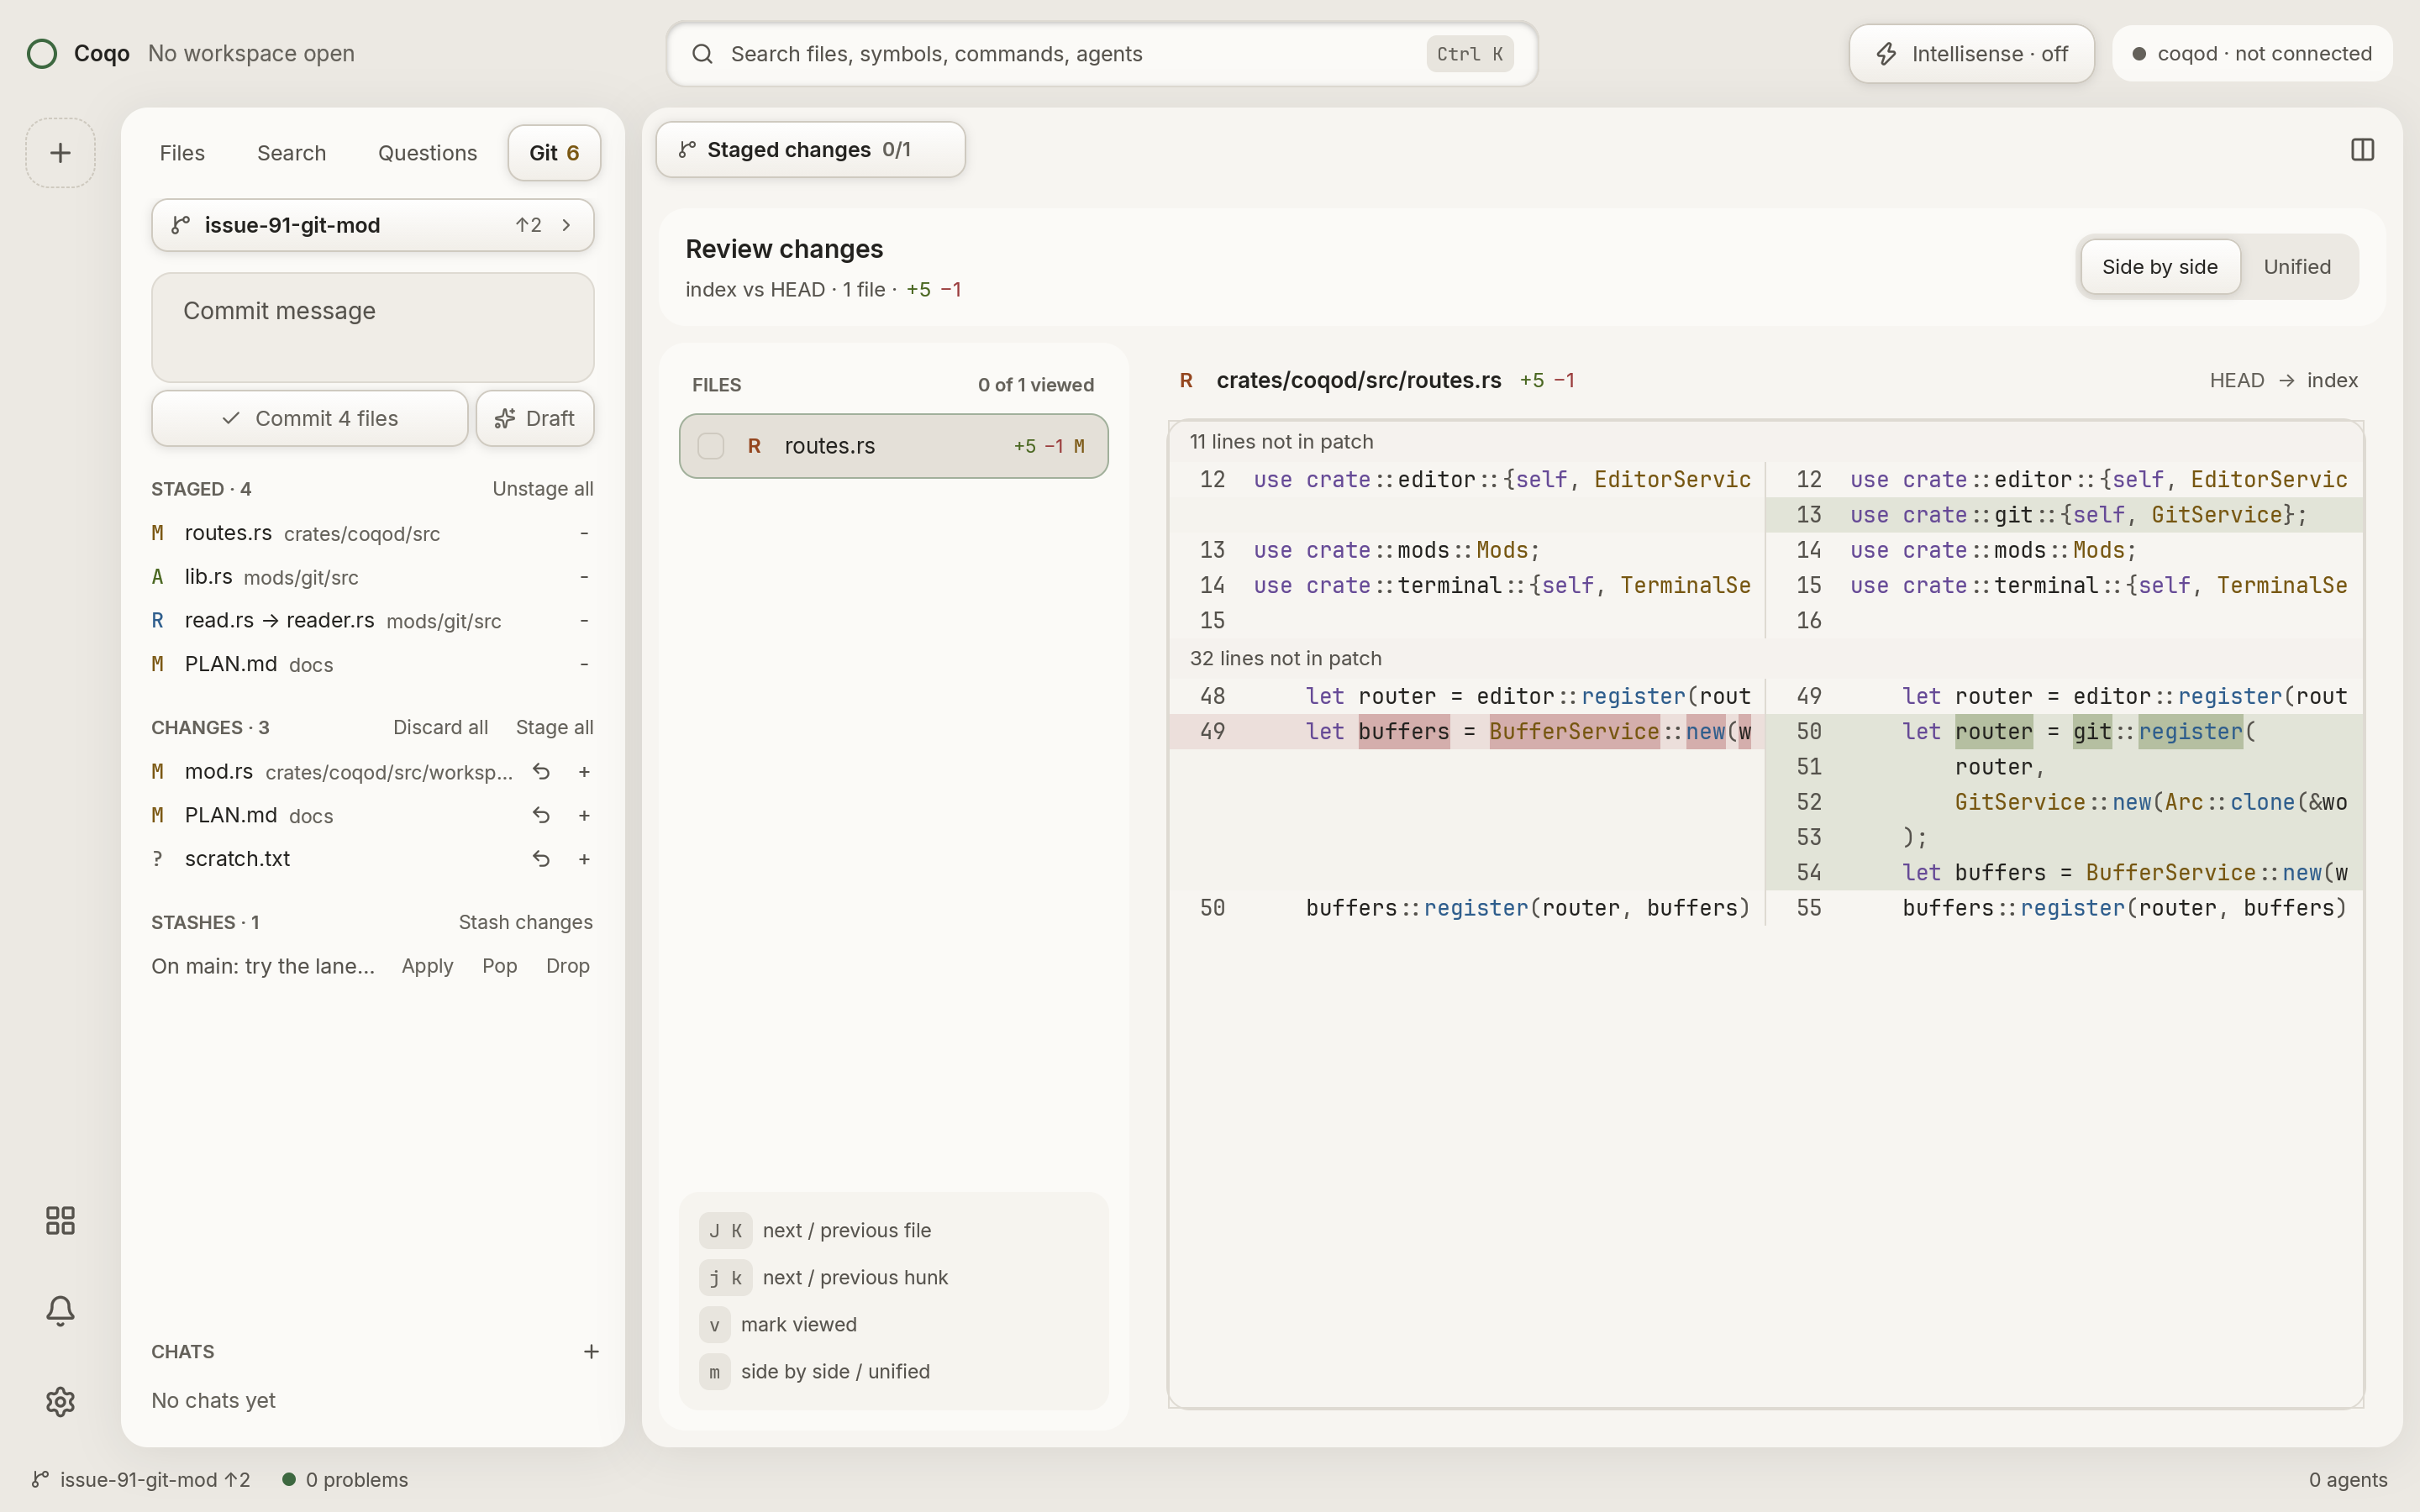 Coqo No workspace open
Search files, symbols, commands, agents Ctrl K
Intellisense · off
coqod · not connected
Files Search Questions Git 6
issue-91-git-mod ↑2
Commit message
Commit 4 files Draft
STAGED · 4 Unstage all
M routes.rs crates/coqod/src -
A lib.rs mods/git/src -
R read.rs → reader.rs mods/git/src -
M PLAN.md docs -
CHANGES · 3 Discard all Stage all
M mod.rs crates/coqod/src/worksp... +
M PLAN.md docs +
? scratch.txt +
STASHES · 1 Stash changes
On main: try the lane... Apply Pop Drop
CHATS +
No chats yet
Staged changes 0/1
Review changes
index vs HEAD · 1 file · +5 −1
Side by side Unified
FILES 0 of 1 viewed
R routes.rs +5 −1 M
J K next / previous file
j k next / previous hunk
v mark viewed
m side by side / unified
R crates/coqod/src/routes.rs +5 −1
HEAD → index
11 lines not in patch
12 use crate::editor::{self, EditorServic
13 use crate::mods::Mods;
14 use crate::terminal::{self, TerminalSe
15
12 use crate::editor::{self, EditorServic
13 use crate::git::{self, GitService};
14 use crate::mods::Mods;
15 use crate::terminal::{self, TerminalSe
16
32 lines not in patch
48 let router = editor::register(rout
49 let buffers = BufferService::new(w
50 buffers::register(router, buffers)
49 let router = editor::register(rout
50 let router = git::register(
51 router,
52 GitService::new(Arc::clone(&wo
53 );
54 let buffers = BufferService::new(w
55 buffers::register(router, buffers)
issue-91-git-mod ↑2 0 problems
0 agents